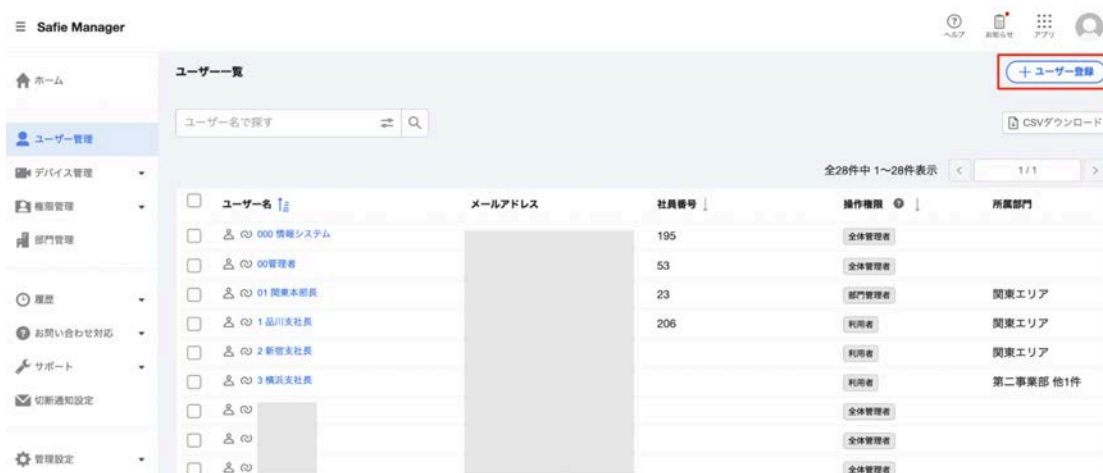 Safie Manager
ヘルプ
お知らせ
アプリ
ホーム
ユーザー一覧
+ ユーザー登録
ユーザー名で探す
CSVダウンロード
ユーザー管理
デバイス管理
権限管理
部門管理
履歴
お問い合わせ対応
サポート
切断通知設定
管理設定
全28件中 1〜28件表示 < 1 / 1 >
ユーザー名 メールアドレス 社員番号 操作権限 所属部門
000 情報システム 195 全体管理者
00管理者 53 全体管理者
01 関東本部長 23 部門管理者 関東エリア
1 品川支社長 206 利用者 関東エリア
2 新宿支社長 利用者 関東エリア
3 横浜支社長 利用者 第二事業部 他1件
全体管理者
全体管理者
全体管理者